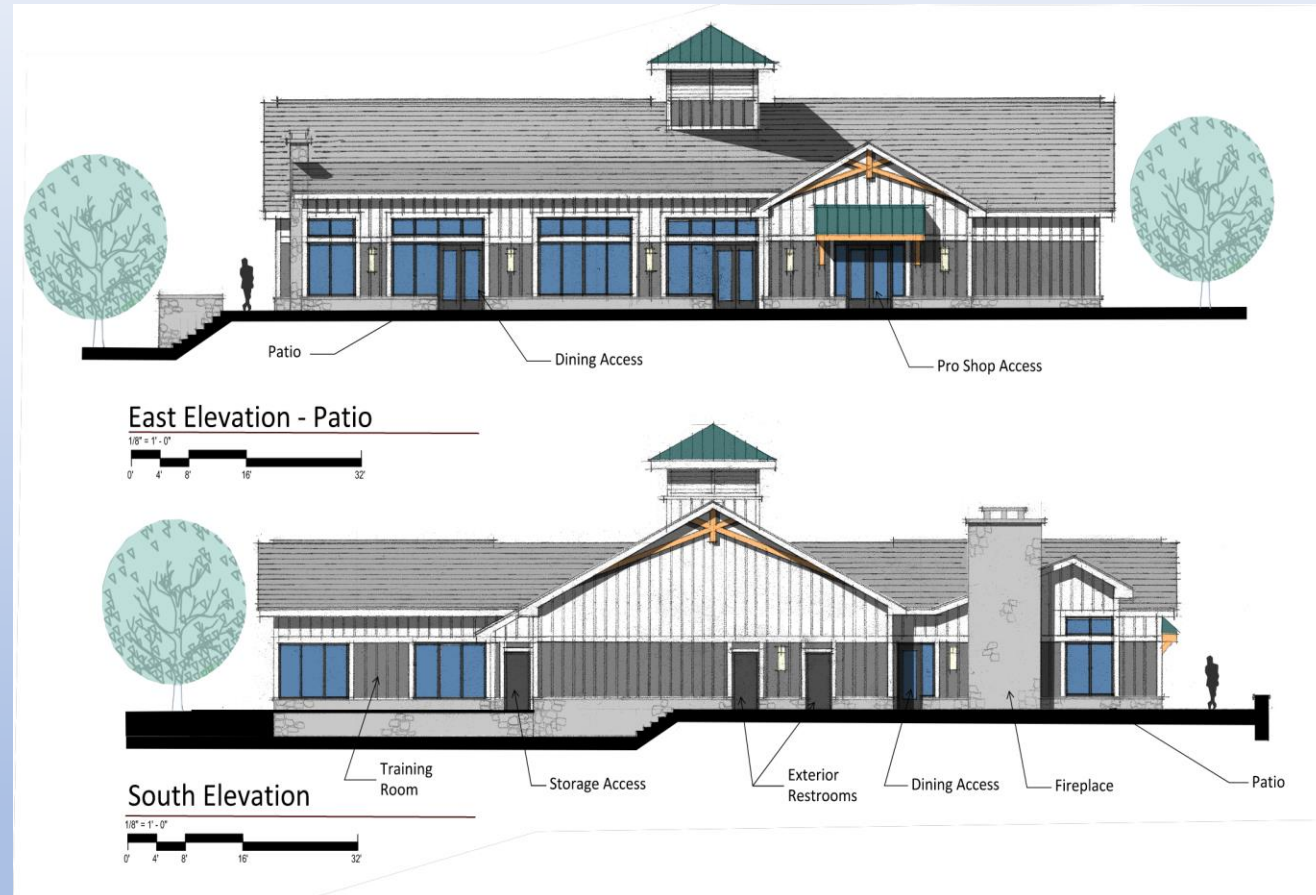 Patio
Dining Access
Pro Shop Access
East Elevation - Patio
1/8" = 1' - 0"
0' 4' 8' 16' 32'
Training
Room
Storage Access
Exterior
Restrooms
Dining Access
Fireplace
Patio
South Elevation
1/8" = 1' - 0"
0' 4' 8' 16' 32'